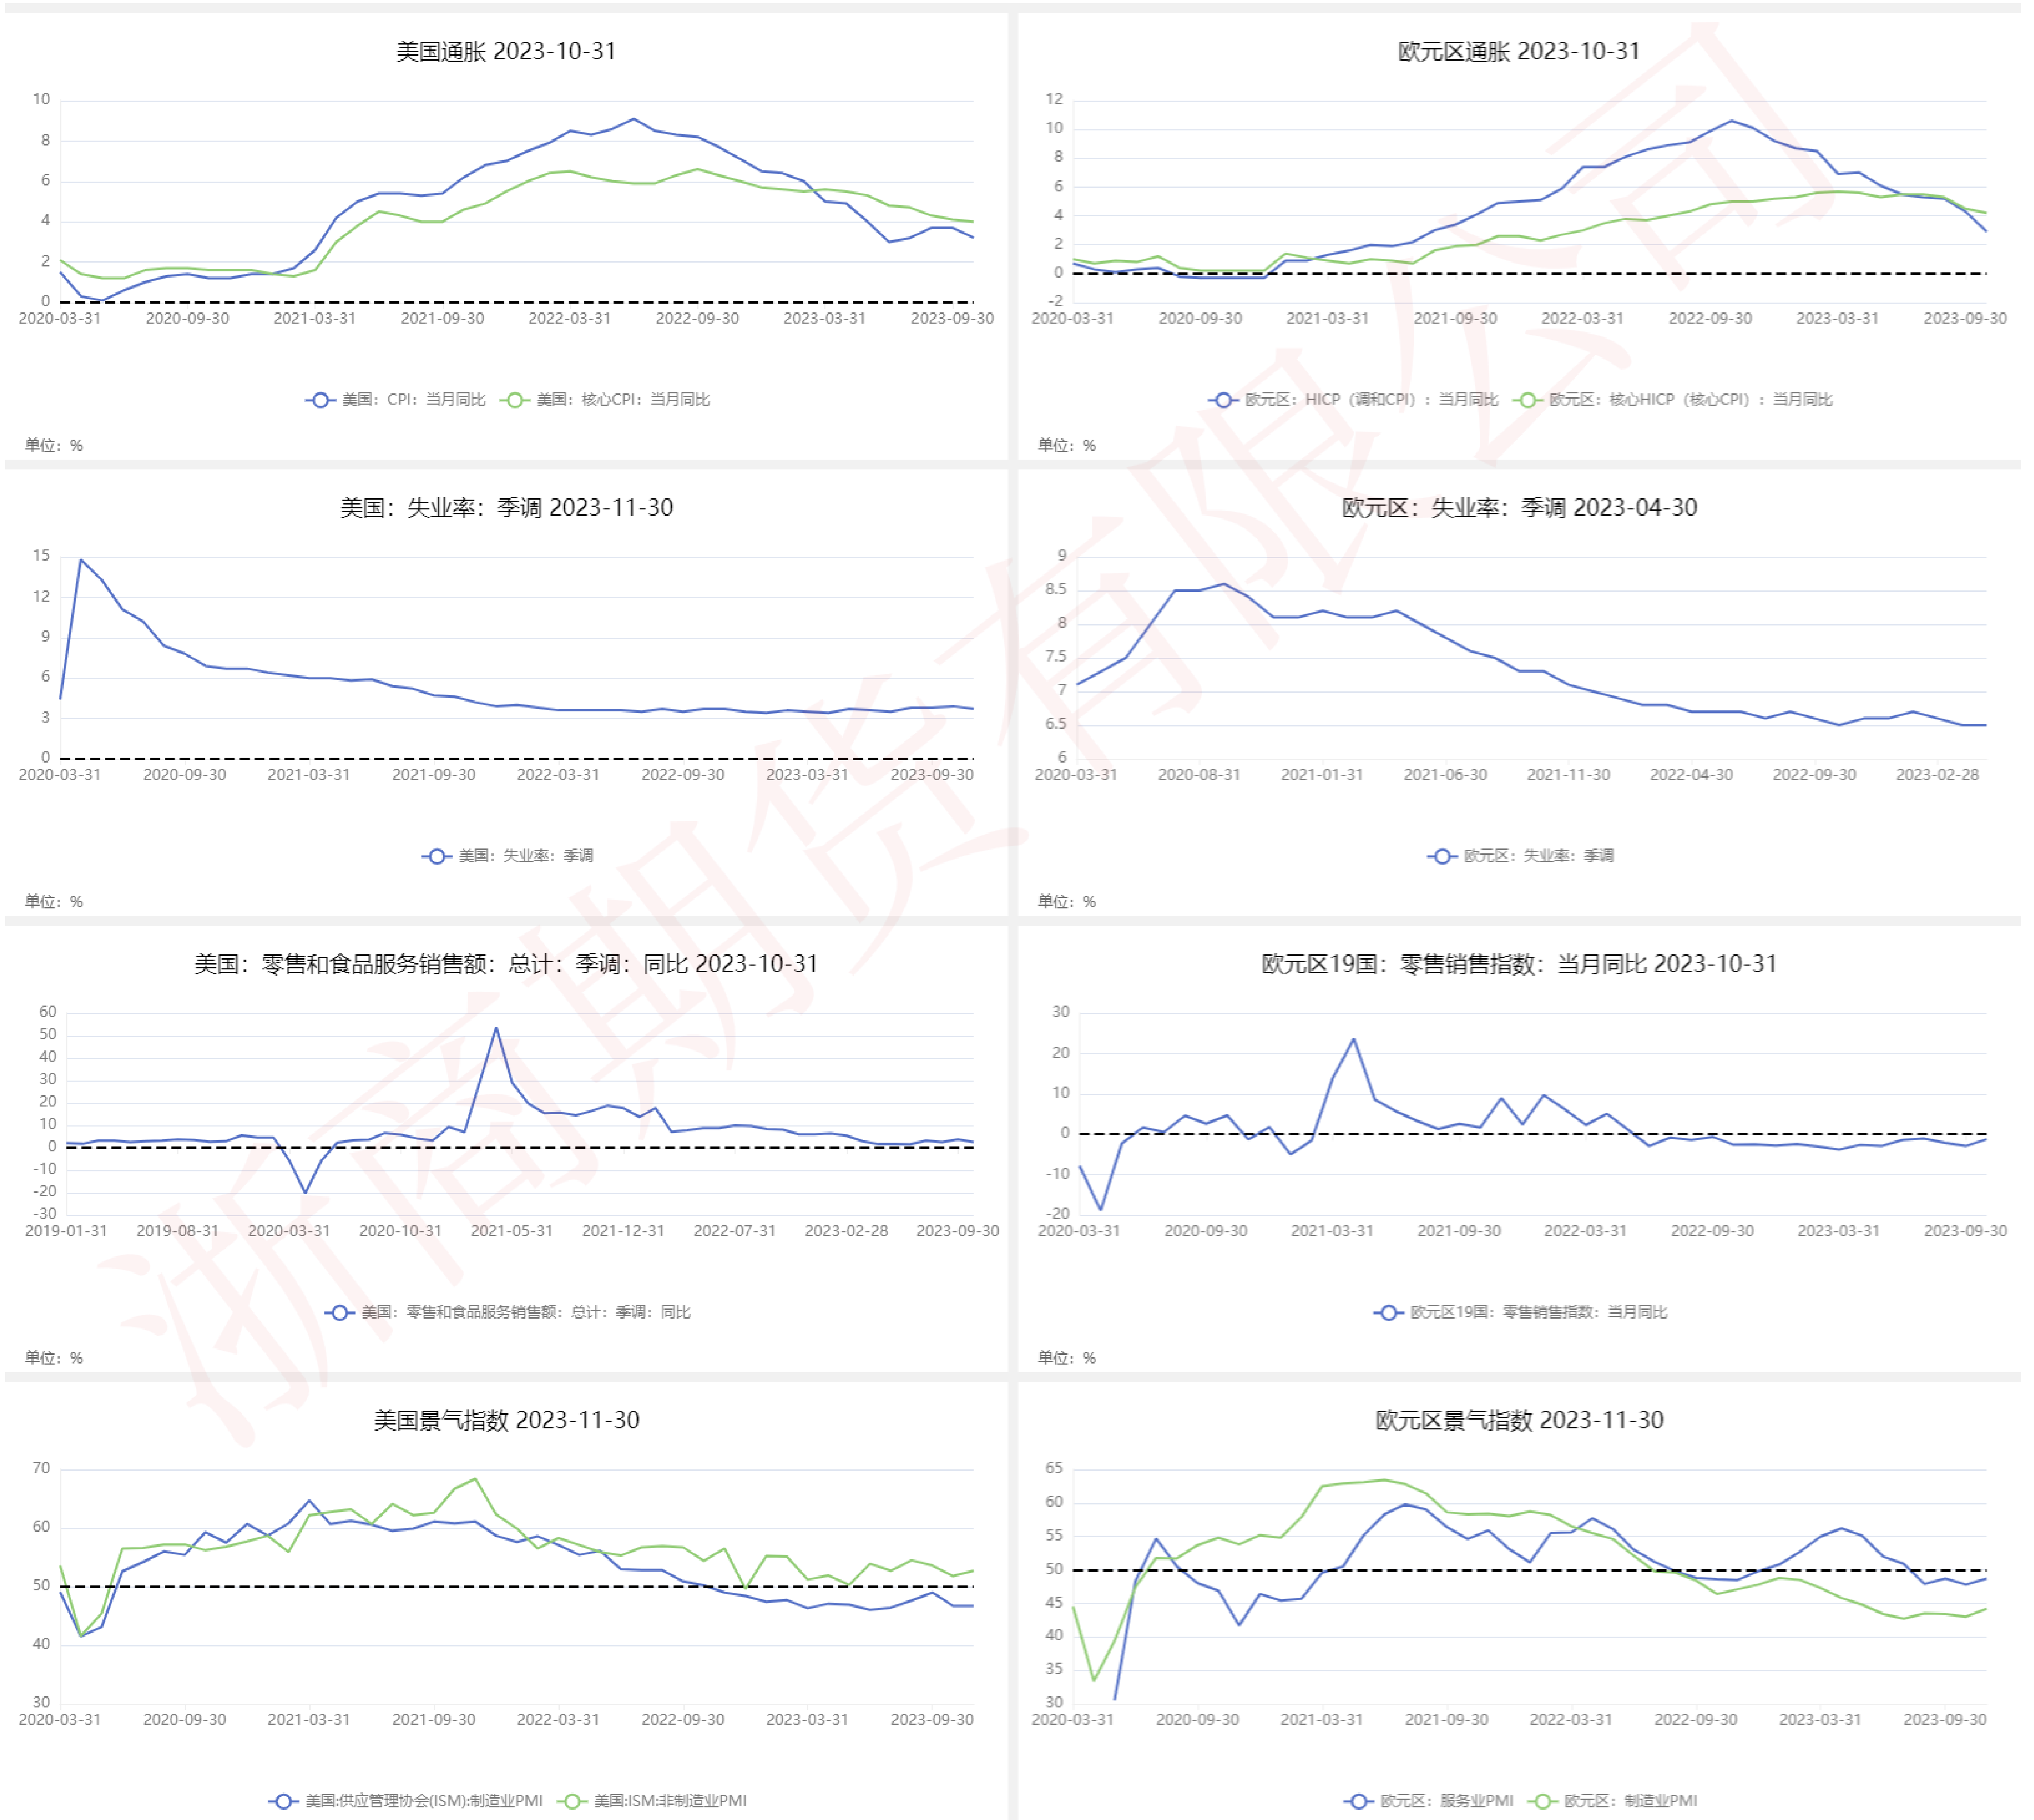 美国通胀 2023-10-31
10
8
6
4
2
0
2020-03-31 2020-09-30 2021-03-31 2021-09-30 2022-03-31 2022-09-30 2023-03-31 2023-09-30
美国：CPI：当月同比 美国：核心CPI：当月同比
单位：%
欧元区通胀 2023-10-31
12
10
8
6
4
2
0
-2
2020-03-31 2020-09-30 2021-03-31 2021-09-30 2022-03-31 2022-09-30 2023-03-31 2023-09-30
欧元区：HICP（调和CPI）：当月同比 欧元区：核心HICP（核心CPI）：当月同比
单位：%
美国：失业率：季调 2023-11-30
15
12
9
6
3
0
2020-03-31 2020-09-30 2021-03-31 2021-09-30 2022-03-31 2022-09-30 2023-03-31 2023-09-30
美国：失业率：季调
单位：%
欧元区：失业率：季调 2023-04-30
9
8.5
8
7.5
7
6.5
6
2020-03-31 2020-08-31 2021-01-31 2021-06-30 2021-11-30 2022-04-30 2022-09-30 2023-02-28
欧元区：失业率：季调
单位：%
美国：零售和食品服务销售额：总计：季调：同比 2023-10-31
60
50
40
30
20
10
0
-10
-20
-30
2019-01-31 2019-08-31 2020-03-31 2020-10-31 2021-05-31 2021-12-31 2022-07-31 2023-02-28 2023-09-30
美国：零售和食品服务销售额：总计：季调：同比
单位：%
欧元区19国：零售销售指数：当月同比 2023-10-31
30
20
10
0
-10
-20
2020-03-31 2020-09-30 2021-03-31 2021-09-30 2022-03-31 2022-09-30 2023-03-31 2023-09-30
欧元区19国：零售销售指数：当月同比
单位：%
美国景气指数 2023-11-30
70
60
50
40
30
2020-03-31 2020-09-30 2021-03-31 2021-09-30 2022-03-31 2022-09-30 2023-03-31 2023-09-30
美国:供应管理协会(ISM):制造业PMI 美国:ISM:非制造业PMI
欧元区景气指数 2023-11-30
65
60
55
50
45
40
35
30
2020-03-31 2020-09-30 2021-03-31 2021-09-30 2022-03-31 2022-09-30 2023-03-31 2023-09-30
欧元区：服务业PMI 欧元区：制造业PMI
浙商期货有限公司